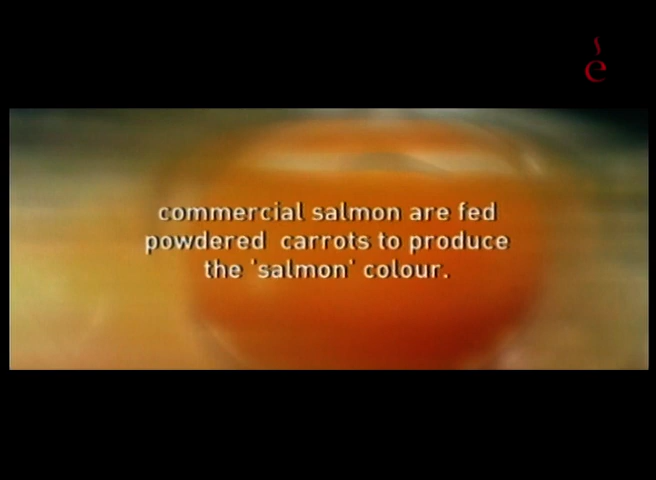 e
commercial salmon are fed
powdered  carrots to produce
the 'salmon' colour.